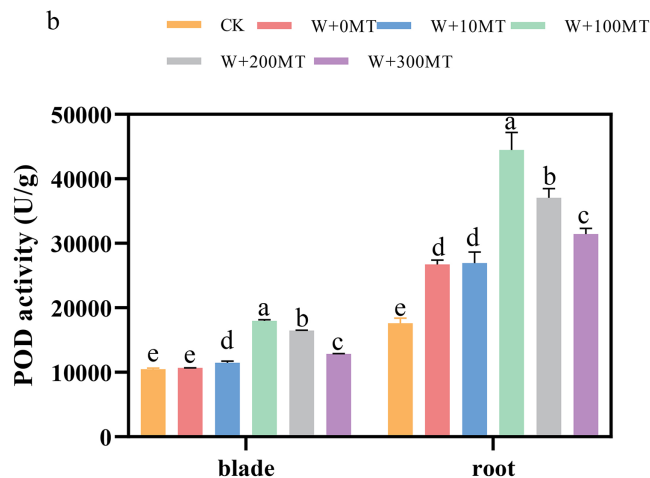 b
CK W+0MT W+10MT W+100MT
W+200MT W+300MT
POD activity (U/g)
50000
40000
30000
20000
10000
0
e e d a b c
e d d a b c
blade root